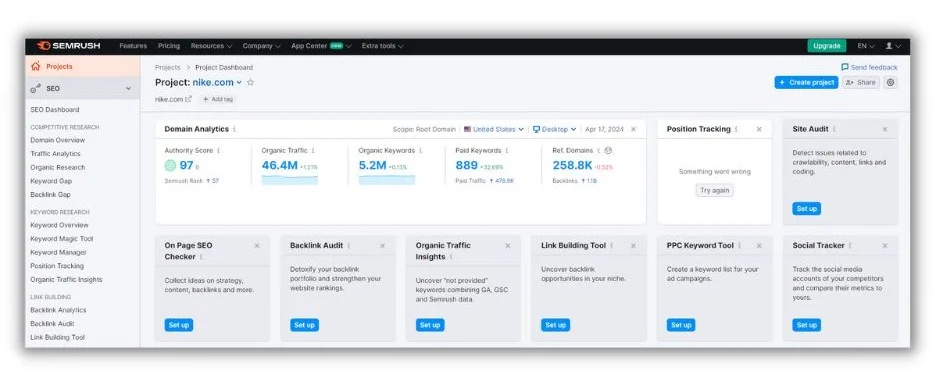 SEMRUSH Features Pricing Resources Company App Center new Extra tools Upgrade EN
Projects
SEO
SEO Dashboard
COMPETITIVE RESEARCH
Domain Overview
Traffic Analytics
Organic Research
Keyword Gap
Backlink Gap
KEYWORD RESEARCH
Keyword Overview
Keyword Magic Tool
Keyword Manager
Position Tracking
Organic Traffic Insights
LINK BUILDING
Backlink Analytics
Backlink Audit
Link Building Tool
Projects > Project Dashboard
Send feedback
Project: nike.com
+ Create project Share
nike.com + Add tag
Domain Analytics i Scope: Root Domain United States Desktop Apr 17, 2024 ×
Authority Score i
97
Semrush Rank ↑ 57
Organic Traffic i
46.4M +1.21%
Organic Keywords i
5.2M +0.13%
Paid Keywords i
889 +32.69%
Paid Traffic ↑ 478.9K
Ref. Domains i
258.8K -0.52%
Backlinks ↑ 1.1B
Position Tracking i ×
Something went wrong
Try again
Site Audit i ×
Detect issues related to
crawlability, content, links and
coding.
Set up
On Page SEO ×
Checker i
Collect ideas on strategy,
content, backlinks and more.
Set up
Backlink Audit i ×
Detoxify your backlink
portfolio and strengthen your
website rankings.
Set up
Organic Traffic ×
Insights i
Uncover "not provided"
keywords combining GA, GSC
and Semrush data.
Set up
Link Building Tool i ×
Uncover backlink
opportunities in your niche.
Set up
PPC Keyword Tool i ×
Create a keyword list for your
ad campaigns.
Set up
Social Tracker i ×
Track the social media
accounts of your competitors
and compare their metrics to
yours.
Set up